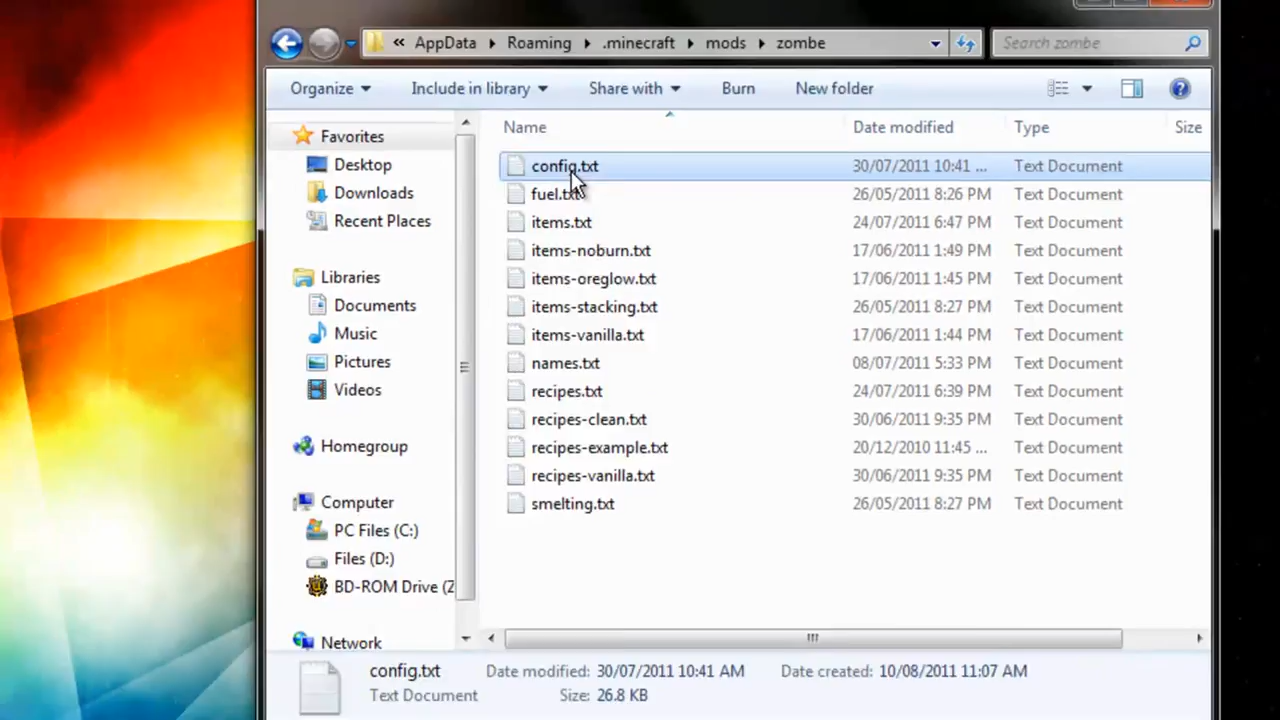 « AppData Roaming .minecraft mods zombe Search zombe
Organize Include in library Share with Burn New folder
Name Date modified Type Size
Favorites
Desktop
Downloads
Recent Places
Libraries
Documents
Music
Pictures
Videos
Homegroup
Computer
PC Files (C:)
Files (D:)
BD-ROM Drive (Z
Network
config.txt 30/07/2011 10:41 ... Text Document
fuel.txt 26/05/2011 8:26 PM Text Document
items.txt 24/07/2011 6:47 PM Text Document
items-noburn.txt 17/06/2011 1:49 PM Text Document
items-oreglow.txt 17/06/2011 1:45 PM Text Document
items-stacking.txt 26/05/2011 8:27 PM Text Document
items-vanilla.txt 17/06/2011 1:44 PM Text Document
names.txt 08/07/2011 5:33 PM Text Document
recipes.txt 24/07/2011 6:39 PM Text Document
recipes-clean.txt 30/06/2011 9:35 PM Text Document
recipes-example.txt 20/12/2010 11:45 ... Text Document
recipes-vanilla.txt 30/06/2011 9:35 PM Text Document
smelting.txt 26/05/2011 8:27 PM Text Document
config.txt Date modified: 30/07/2011 10:41 AM Date created: 10/08/2011 11:07 AM
Text Document Size: 26.8 KB